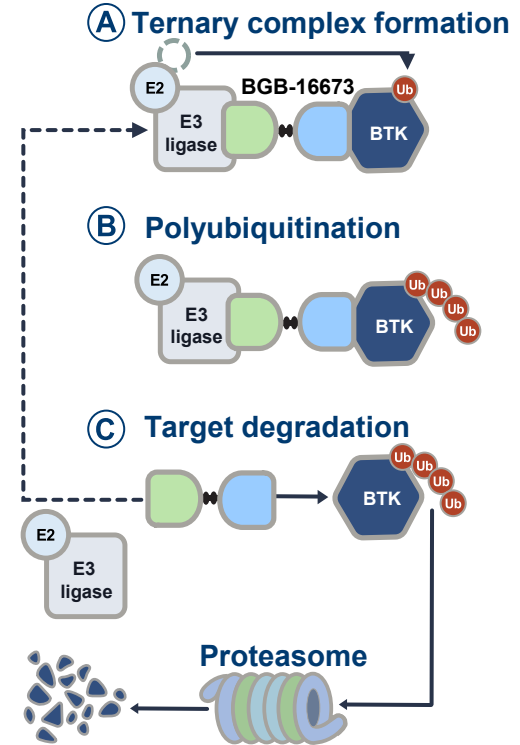 A Ternary complex formation
E2
BGB-16673
Ub
E3
ligase
BTK
B Polyubiquitination
E2
Ub
Ub
Ub
Ub
E3
ligase
BTK
C Target degradation
Ub
Ub
Ub
Ub
BTK
E2
E3
ligase
Proteasome